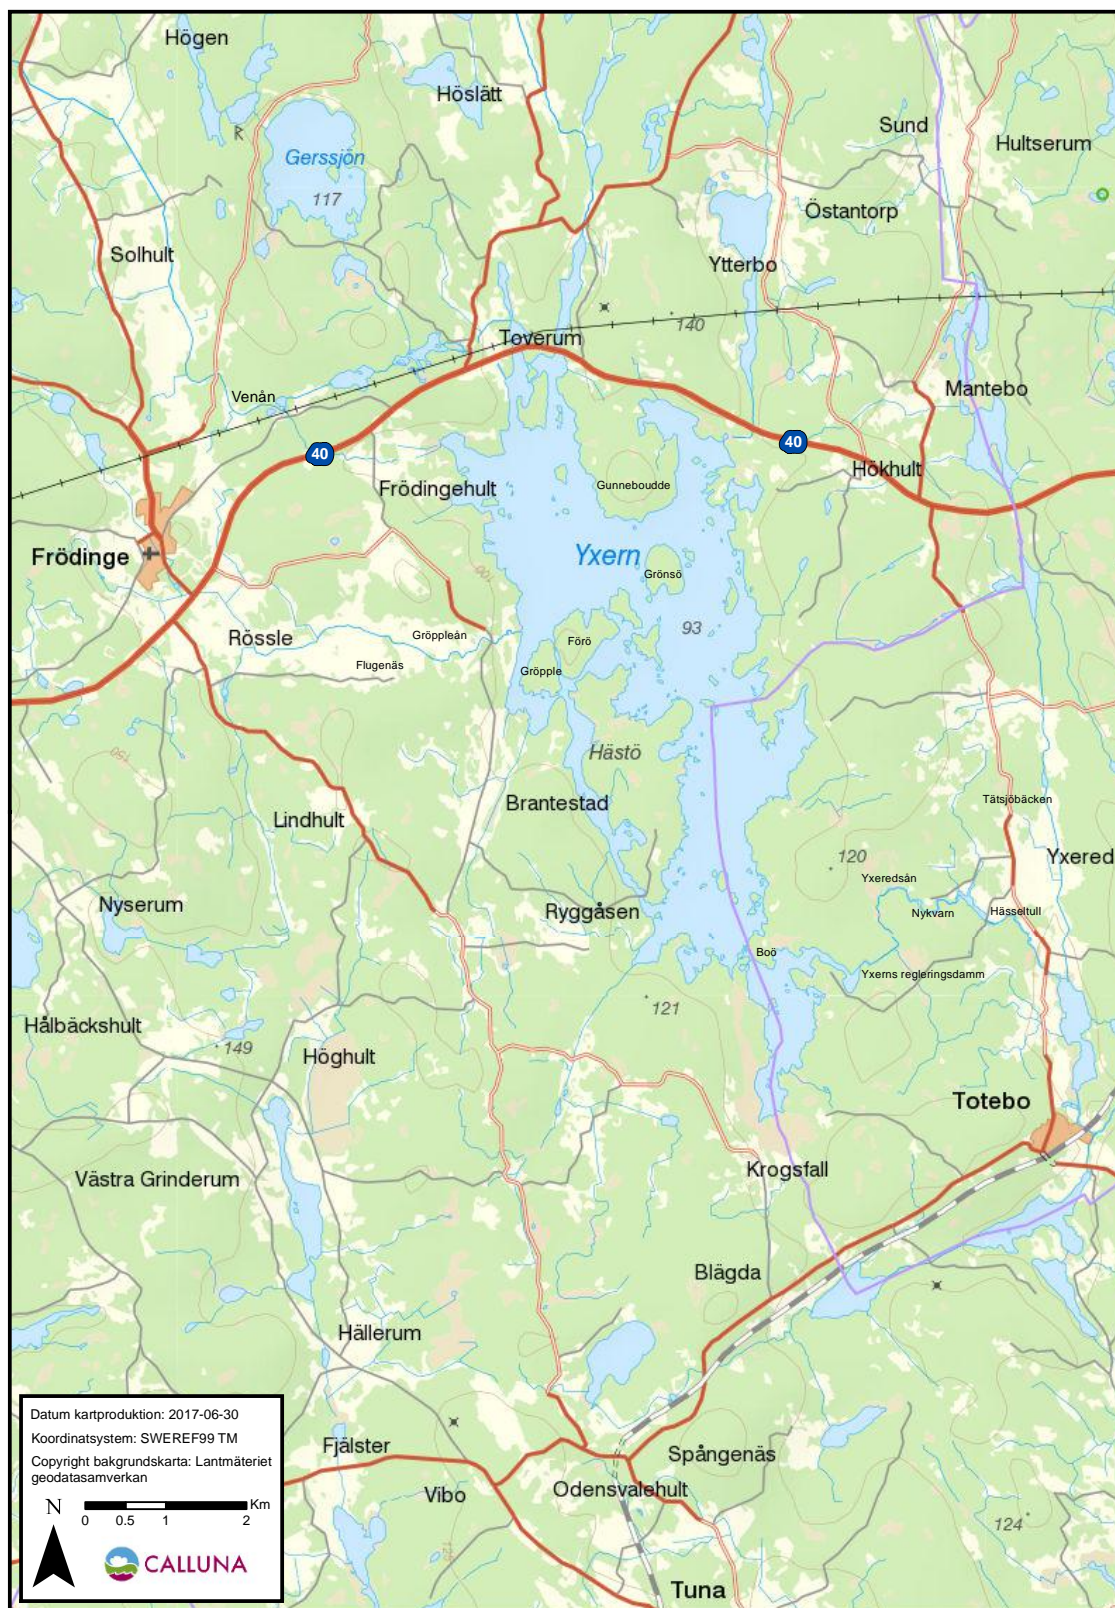 Högen
Höslätt
Sund
Hultserum
Gerssjön
117
Östantorp
Solhult
Ytterbo
140
Toverum
Mantebo
Venån
40
40
Hökhult
Frödingehult
Gunneboudde
Frödinge
Yxern
Grönsö
100
93
Rössle
Gröppleån
Förö
Flugenäs
Gröpple
150
Hästö
Brantestad
Tätsjöbäcken
Lindhult
120
Yxered
Yxeredsån
Nyserum
Ryggåsen
Nykvarn
Hässeltull
Boö
Yxerns regleringsdamm
121
Hålbäckshult
149
Höghult
Totebo
Västra Grinderum
Krogsfall
Blägda
Hällerum
Fjälster
Spångenäs
Vibo
Odensvalehult
124
125
Tuna
Datum kartproduktion: 2017-06-30
Koordinatsystem: SWEREF99 TM
Copyright bakgrundskarta: Lantmäteriet
geodatasamverkan
N
Km
0 0.5 1 2
CALLUNA